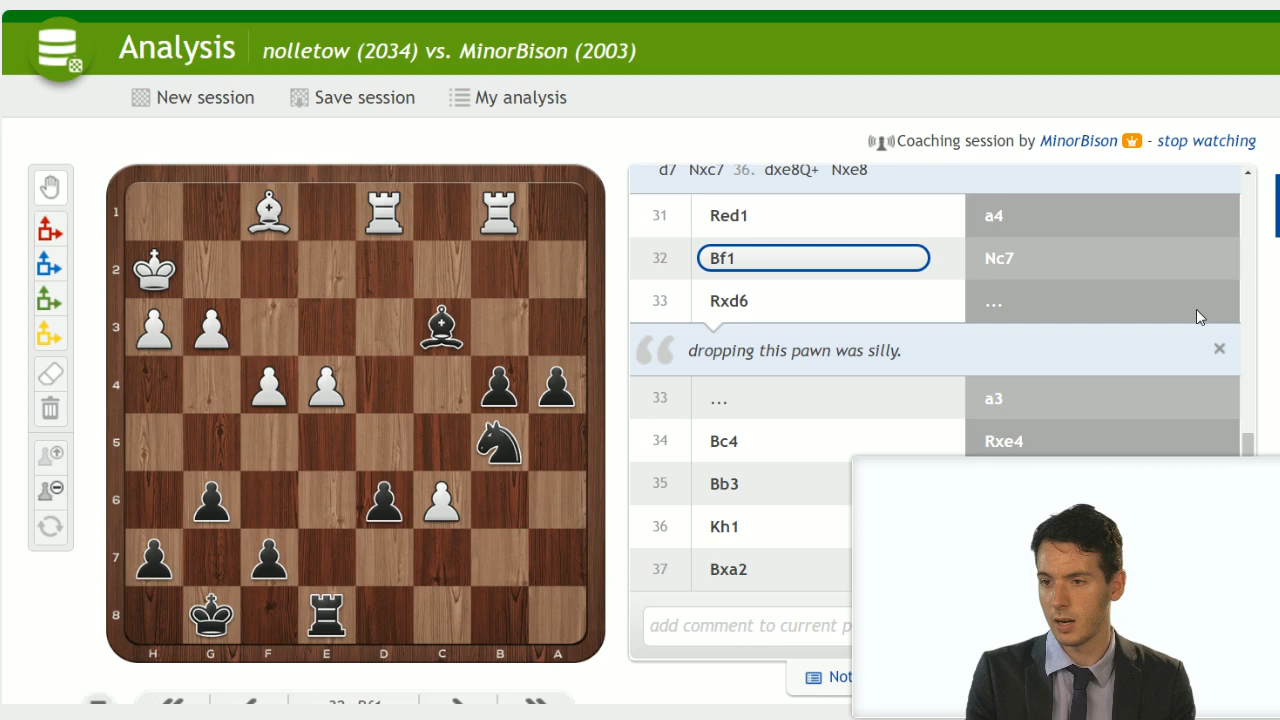 Analysis nolletow (2034) vs. MinorBison (2003)
New session Save session My analysis
Coaching session by MinorBison - stop watching
d7 Nxc7 36. dxe8Q+ Nxe8
31 Red1 a4
32 Bf1 Nc7
33 Rxd6 ...
dropping this pawn was silly.
33 ... a3
34 Bc4 Rxe4
35 Bb3
36 Kh1
37 Bxa2
add comment to current p
Not
1
2
3
4
5
6
7
8
H G F E D C B A
32. Bf1